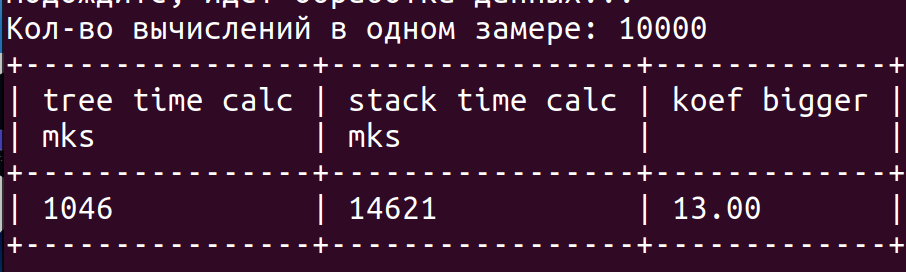 Подождите, идет обработка данных...
Кол-во вычислений в одном замере: 10000
+----------------+-----------------+-------------+
| tree time calc | stack time calc | koef bigger |
| mks            | mks             |             |
+----------------+-----------------+-------------+
| 1046           | 14621           | 13.00       |
+----------------+-----------------+-------------+